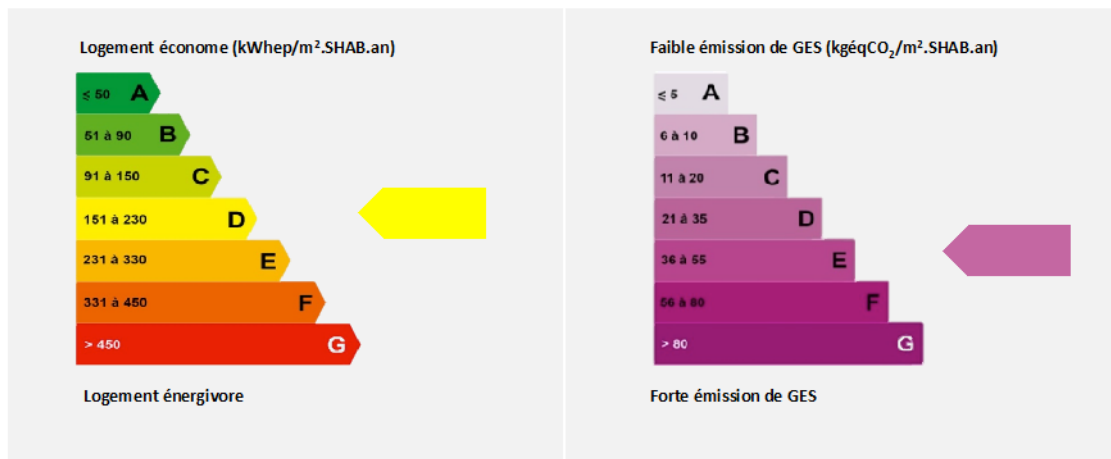 Logement économe (kWhep/m².SHAB.an)
≤ 50 A
51 à 90 B
91 à 150 C
151 à 230 D
231 à 330 E
331 à 450 F
> 450 G
Logement énergivore
Faible émission de GES (kgéqCO₂/m².SHAB.an)
≤ 5 A
6 à 10 B
11 à 20 C
21 à 35 D
36 à 55 E
56 à 80 F
> 80 G
Forte émission de GES